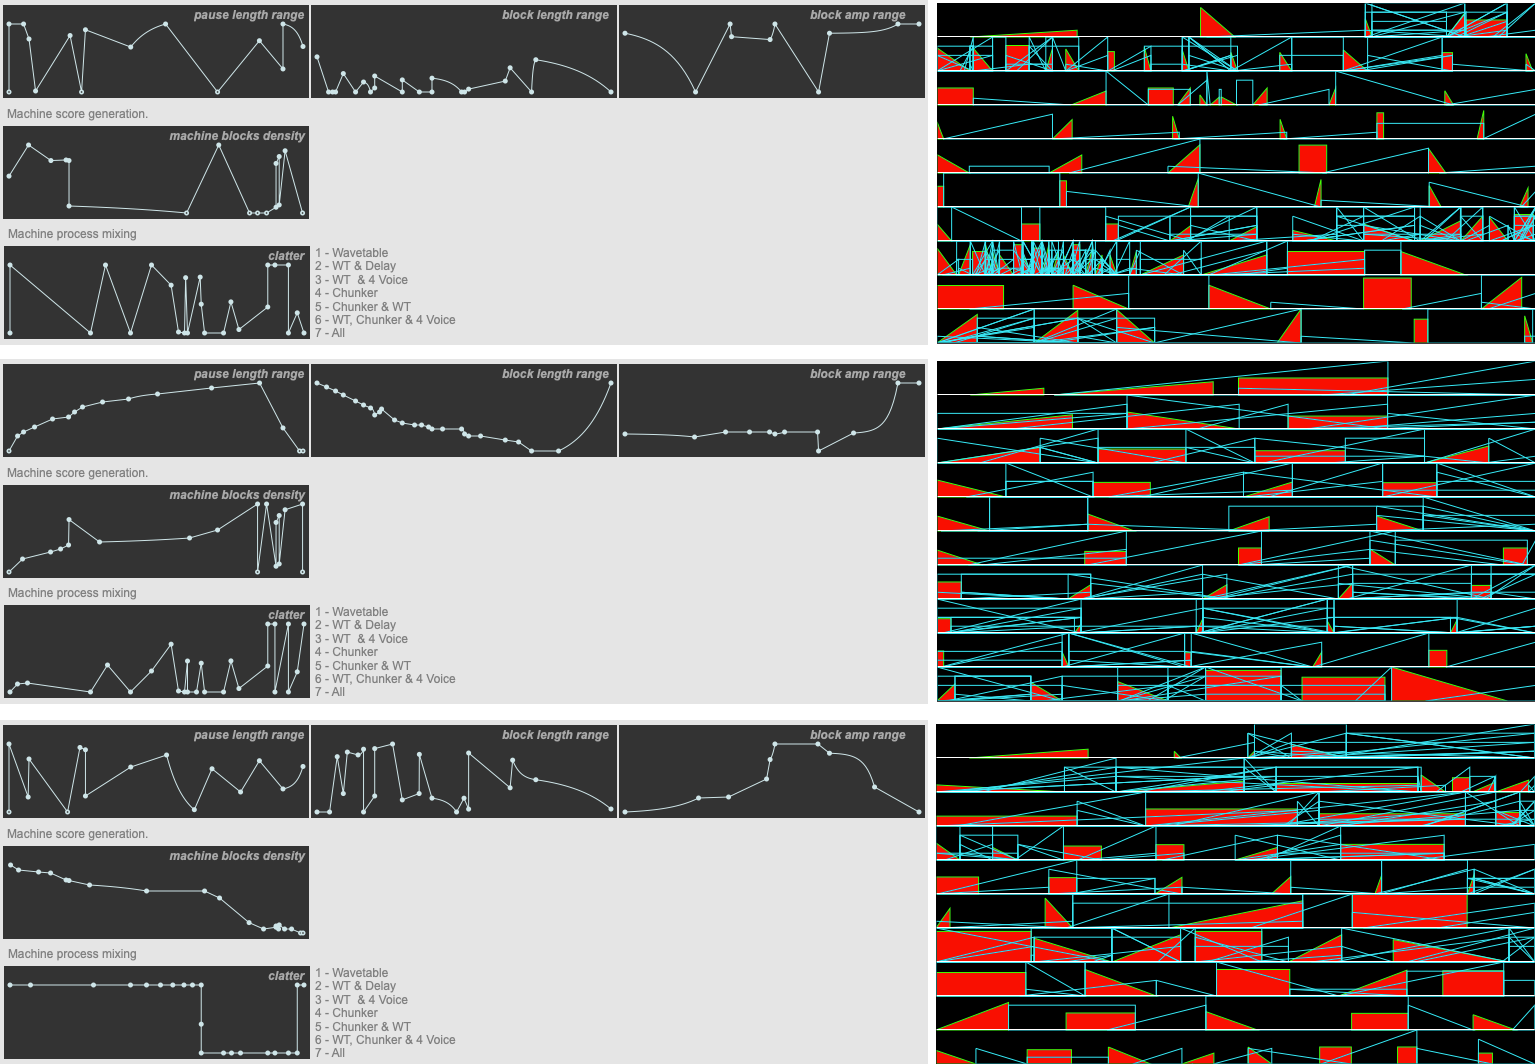 pause length range
block length range
block amp range
Machine score generation.
machine blocks density
Machine process mixing
clatter
1 - Wavetable
2 - WT & Delay
3 - WT & 4 Voice
4 - Chunker
5 - Chunker & WT
6 - WT, Chunker & 4 Voice
7 - All
pause length range
block length range
block amp range
Machine score generation.
machine blocks density
Machine process mixing
clatter
1 - Wavetable
2 - WT & Delay
3 - WT & 4 Voice
4 - Chunker
5 - Chunker & WT
6 - WT, Chunker & 4 Voice
7 - All
pause length range
block length range
block amp range
Machine score generation.
machine blocks density
Machine process mixing
clatter
1 - Wavetable
2 - WT & Delay
3 - WT & 4 Voice
4 - Chunker
5 - Chunker & WT
6 - WT, Chunker & 4 Voice
7 - All